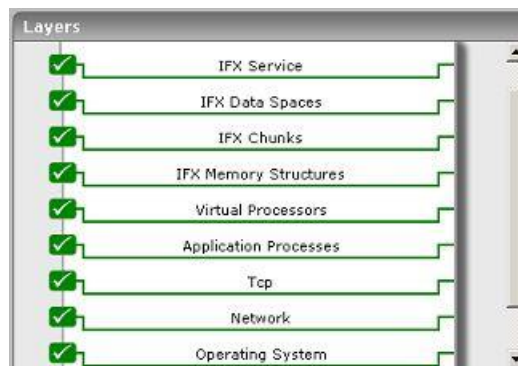 Layers
IFX Service
IFX Data Spaces
IFX Chunks
IFX Memory Structures
Virtual Processors
Application Processes
Tcp
Network
Operating System